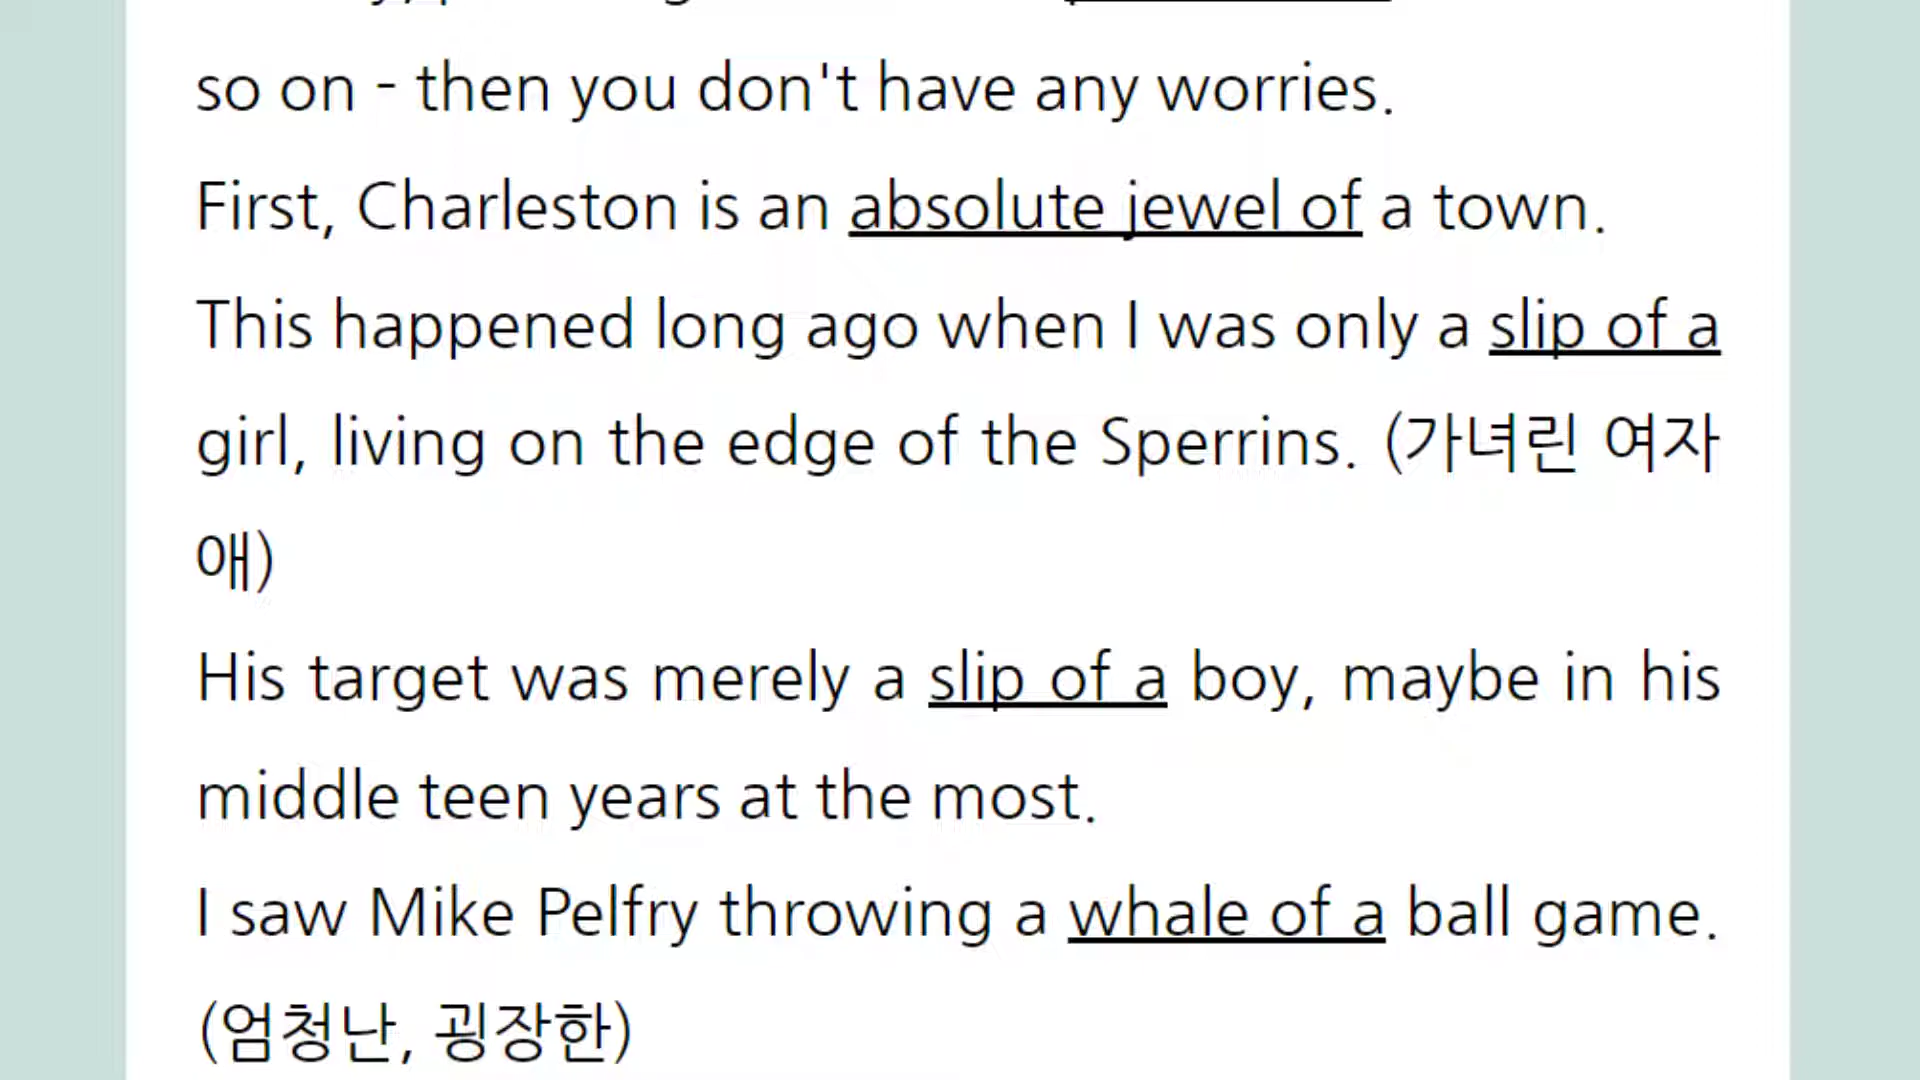 so on - then you don't have any worries.
First, Charleston is an absolute jewel of a town.
This happened long ago when I was only a slip of a
girl, living on the edge of the Sperrins. (가녀린 여자
애)
His target was merely a slip of a boy, maybe in his
middle teen years at the most.
I saw Mike Pelfry throwing a whale of a ball game.
(엄청난, 굉장한)